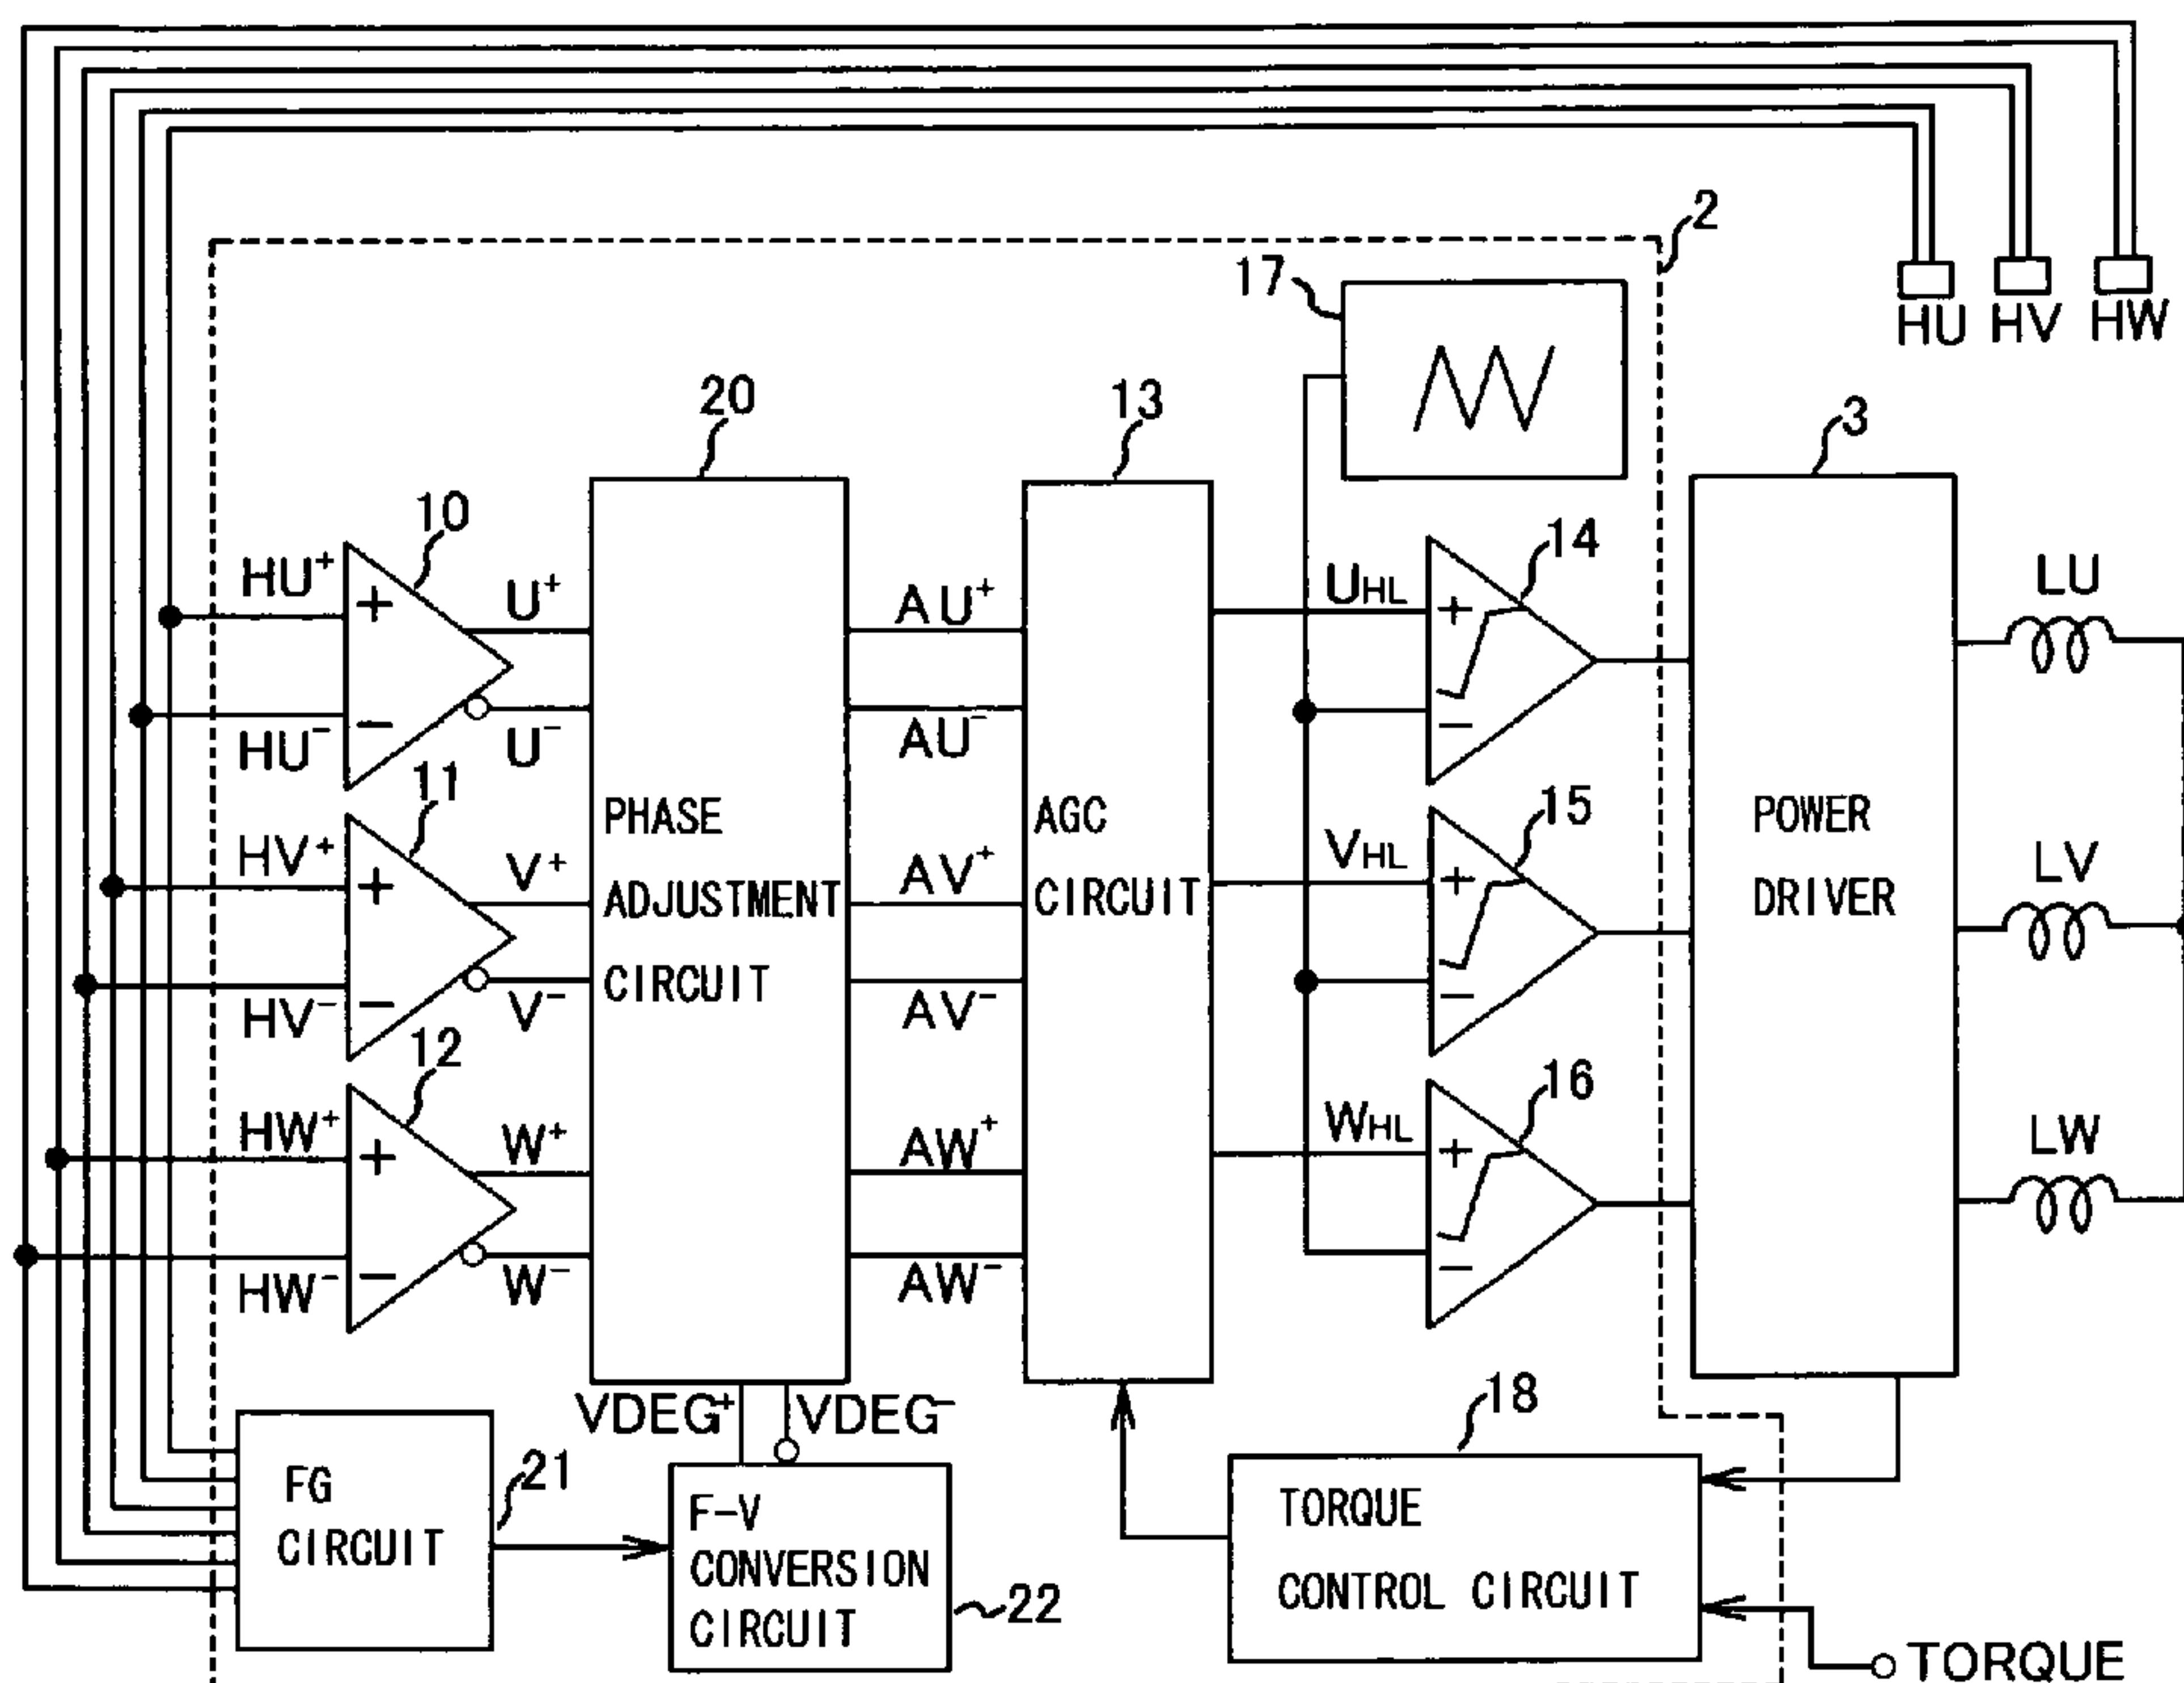 2
17
HU HV HW
20
13
3
10
HU+
U+
AU+
UHL
14
LU
HU-
U-
AU-
11
PHASE
ADJUSTMENT
CIRCUIT
AGC
CIRCUIT
15
POWER
DRIVER
HV+
V+
AV+
VHL
LV
HV-
V-
AV-
12
16
HW+
W+
AW+
WHL
LW
HW-
W-
AW-
VDEG+ VDEG-
18
FG
CIRCUIT
21
F-V
CONVERSION
CIRCUIT
22
TORQUE
CONTROL CIRCUIT
TORQUE
+
-
+
-
+
-
+
-
+
-
+
-